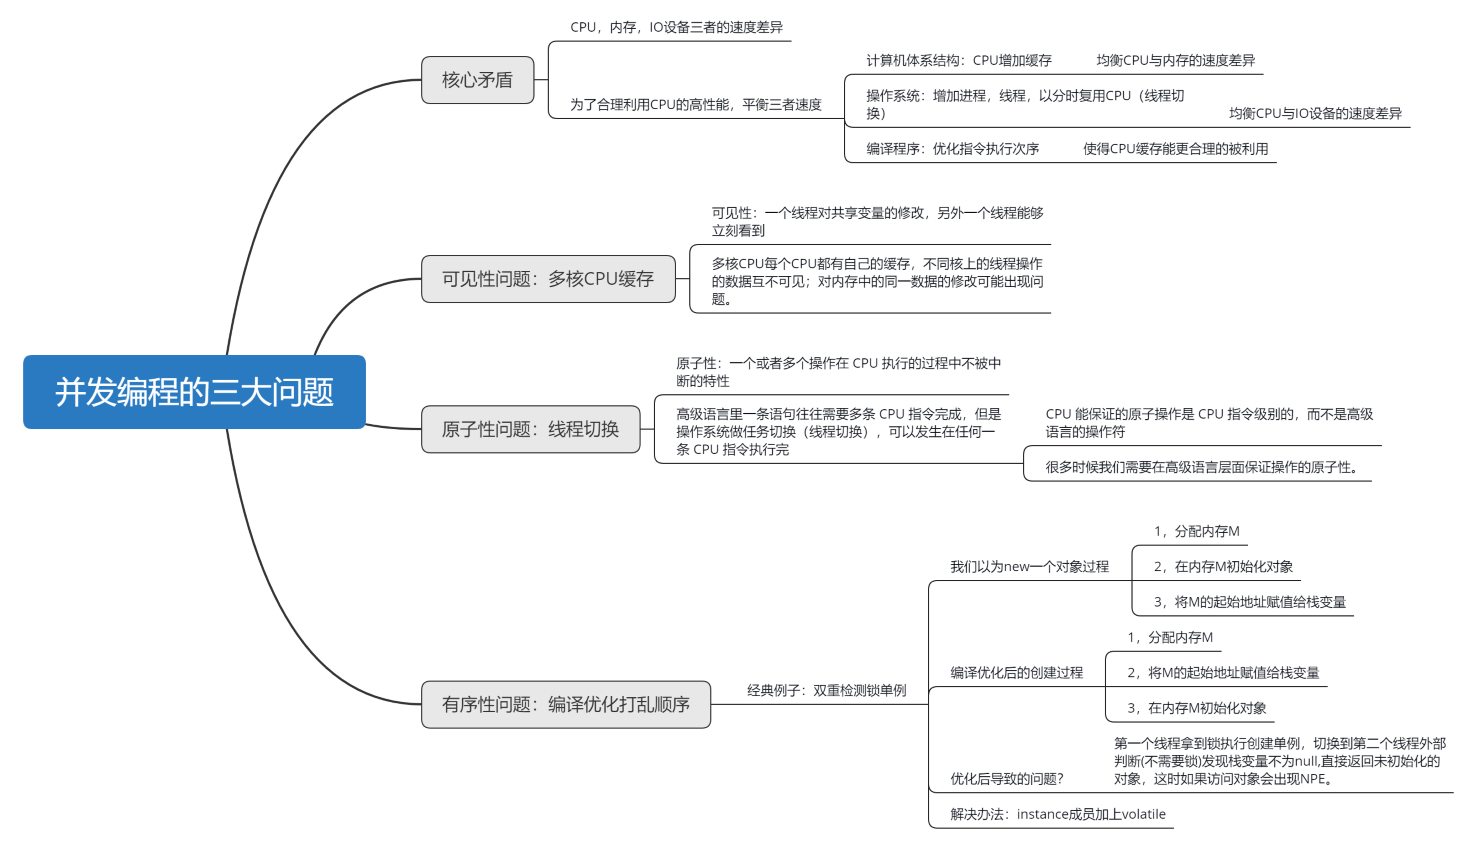 并发编程的三大问题
核心矛盾
CPU，内存，IO设备三者的速度差异
为了合理利用CPU的高性能，平衡三者速度
计算机体系结构：CPU增加缓存
均衡CPU与内存的速度差异
操作系统：增加进程，线程，以分时复用CPU（线程切
换）
均衡CPU与IO设备的速度差异
编译程序：优化指令执行次序
使得CPU缓存能更合理的被利用
可见性问题：多核CPU缓存
可见性：一个线程对共享变量的修改，另外一个线程能够
立刻看到
多核CPU每个CPU都有自己的缓存，不同核上的线程操作
的数据互不可见；对内存中的同一数据的修改可能出现问
题。
原子性问题：线程切换
原子性：一个或者多个操作在 CPU 执行的过程中不被中
断的特性
高级语言里一条语句往往需要多条 CPU 指令完成，但是
操作系统做任务切换（线程切换），可以发生在任何一
条 CPU 指令执行完
CPU 能保证的原子操作是 CPU 指令级别的，而不是高级
语言的操作符
很多时候我们需要在高级语言层面保证操作的原子性。
有序性问题：编译优化打乱顺序
经典例子：双重检测锁单例
我们以为new一个对象过程
1，分配内存M
2，在内存M初始化对象
3，将M的起始地址赋值给栈变量
编译优化后的创建过程
1，分配内存M
2，将M的起始地址赋值给栈变量
3，在内存M初始化对象
优化后导致的问题？
第一个线程拿到锁执行创建单例，切换到第二个线程外部
判断(不需要锁)发现栈变量不为null,直接返回未初始化的
对象，这时如果访问对象会出现NPE。
解决办法：instance成员加上volatile